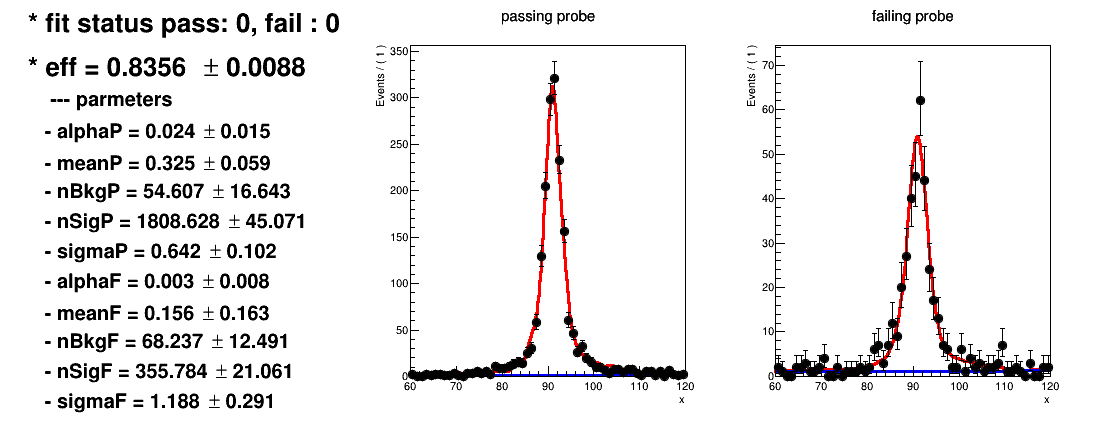 * fit status pass: 0, fail : 0
* eff = 0.8356 ± 0.0088
--- parmeters
- alphaP = 0.024 ± 0.015
- meanP = 0.325 ± 0.059
- nBkgP = 54.607 ± 16.643
- nSigP = 1808.628 ± 45.071
- sigmaP = 0.642 ± 0.102
- alphaF = 0.003 ± 0.008
- meanF = 0.156 ± 0.163
- nBkgF = 68.237 ± 12.491
- nSigF = 355.784 ± 21.061
- sigmaF = 1.188 ± 0.291
passing probe
Events / ( 1 )
350
300
250
200
150
100
50
0
60 70 80 90 100 110 120
x
failing probe
Events / ( 1 )
70
60
50
40
30
20
10
0
60 70 80 90 100 110 120
x